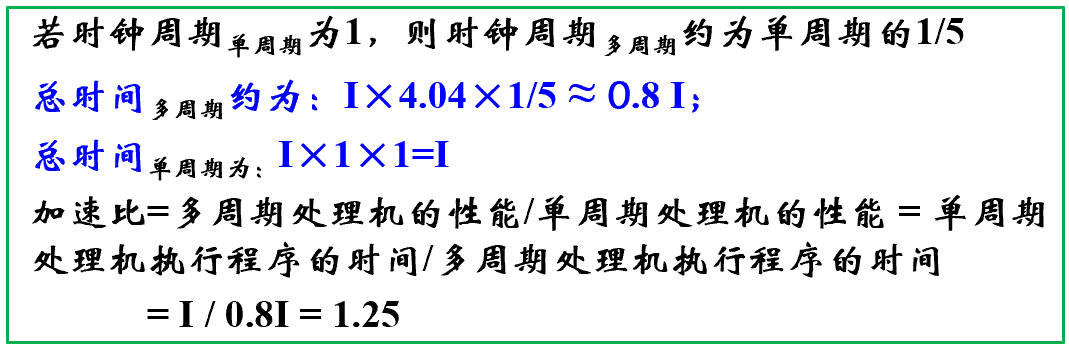 若时钟周期单周期为1，则时钟周期多周期约为单周期的1/5
总时间多周期约为：I×4.04×1/5 ≈ 0.8 I；
总时间单周期为：I×1×1=I
加速比=多周期处理机的性能/单周期处理机的性能 = 单周期
处理机执行程序的时间/多周期处理机执行程序的时间
= I / 0.8I = 1.25